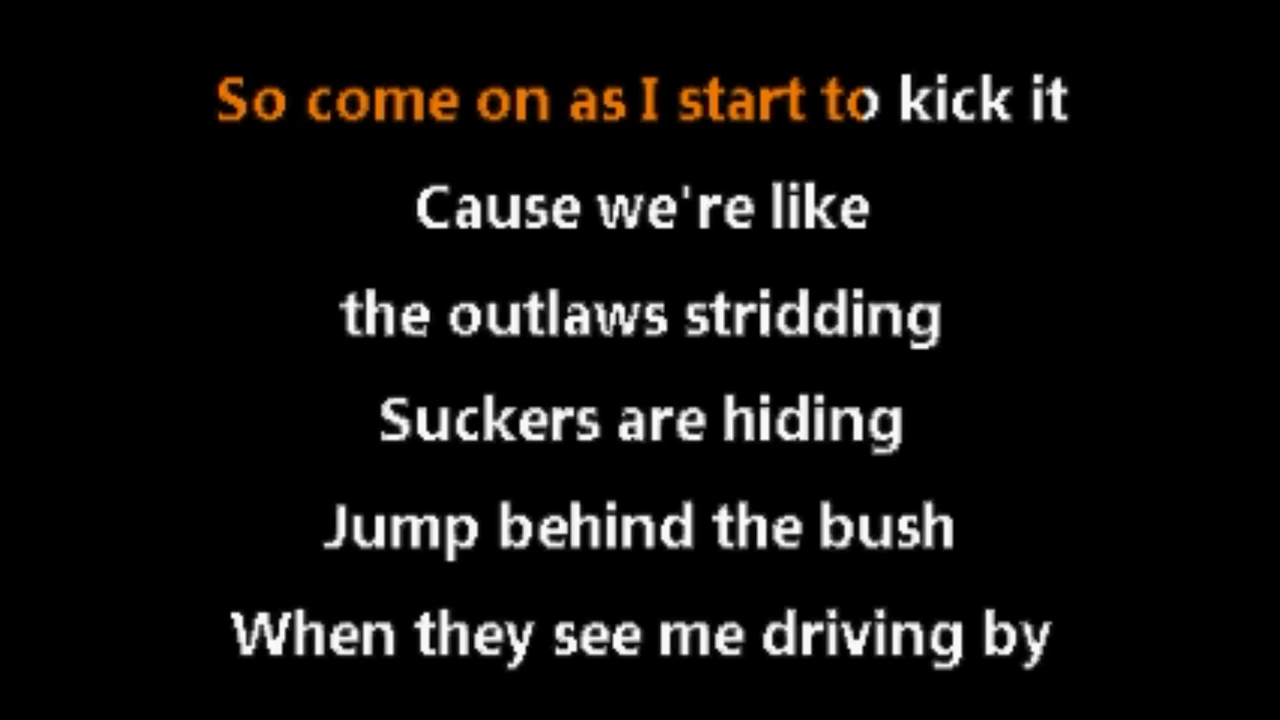 So come on as I start to kick it
Cause we're like
the outlaws stridding
Suckers are hiding
Jump behind the bush
When they see me driving by